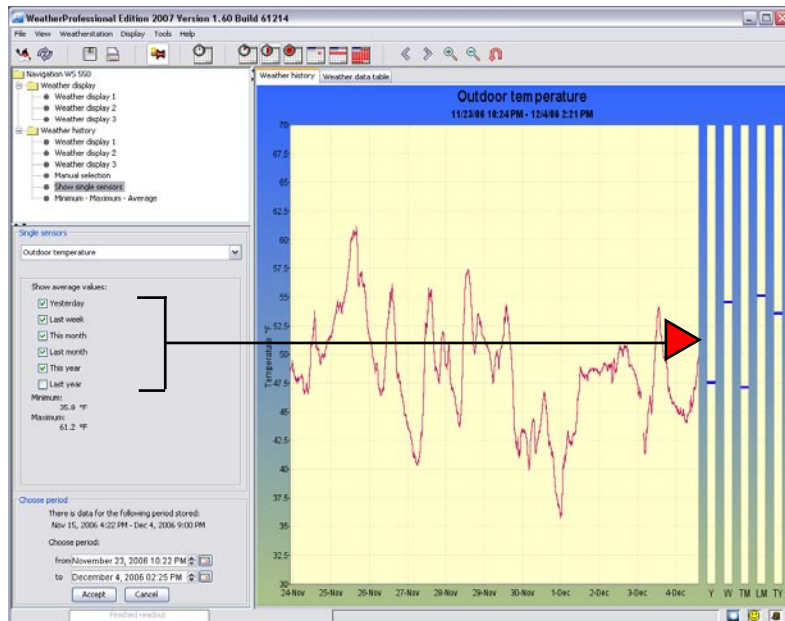 WeatherProfessional Edition 2007 Version 1.60 Build 61214
File View Weatherstation Display Tools Help
Navigation WS 550
Weather display
Weather display 1
Weather display 2
Weather display 3
Weather history
Weather display 1
Weather display 2
Weather display 3
Manual selection
Show single sensors
Minimum - Maximum - Average
Single sensors
Outdoor temperature
Show average values:
Yesterday
Last week
This month
Last month
This year
Last year
Minimum:
35.8 °F
Maximum:
61.2 °F
Choose period
There is data for the following period stored:
Nov 15, 2006 4:22 PM - Dec 4, 2006 9:00 PM
Choose period:
from November 23, 2006 10:22 PM
to December 4, 2006 02:25 PM
Accept Cancel
Finished readout
Weather history Weather data table
Outdoor temperature
11/23/06 10:24 PM - 12/4/06 2:21 PM
70
67.5
65
62.5
60
57.5
55
52.5
50
47.5
45
42.5
40
37.5
35
32.5
30
Temperature °F
24-Nov 25-Nov 26-Nov 27-Nov 28-Nov 29-Nov 30-Nov 1-Dec 2-Dec 3-Dec 4-Dec Y W TM LM TY